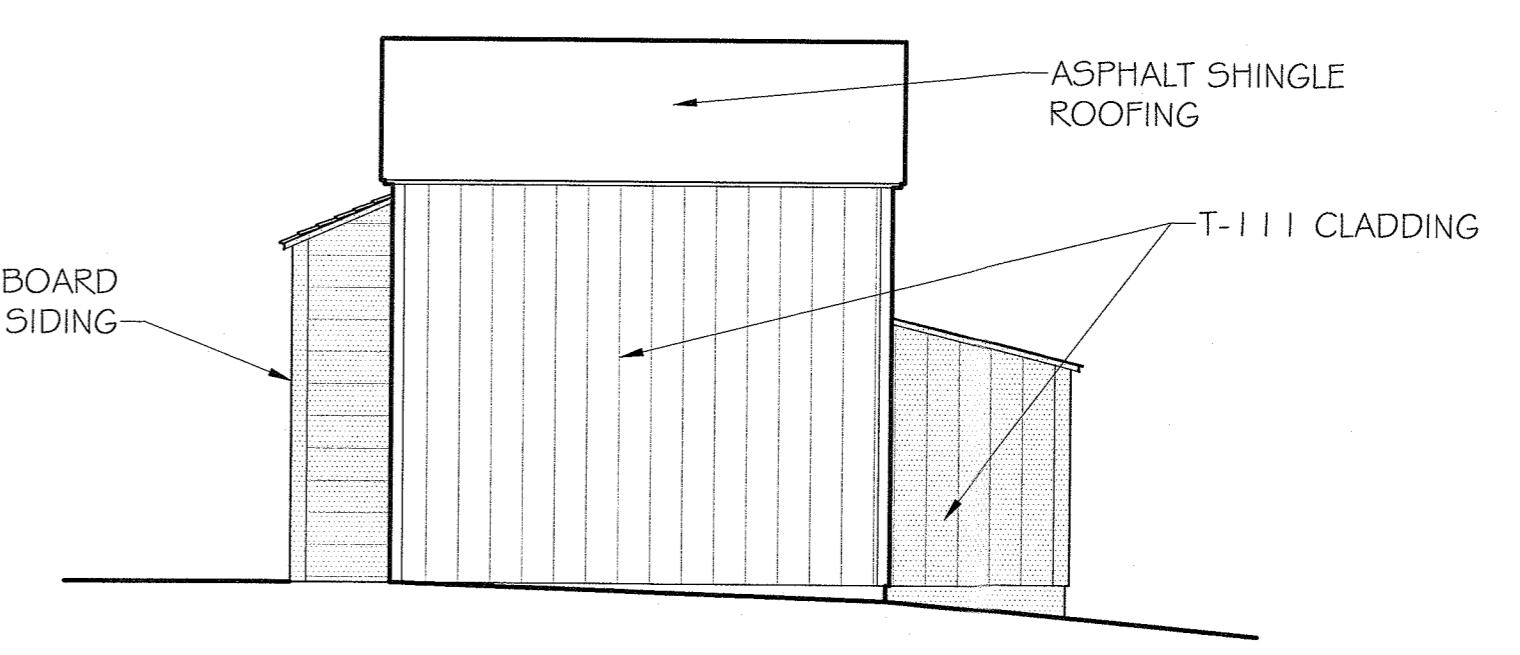 ASPHALT SHINGLE
ROOFING
T-111 CLADDING
BOARD
SIDING